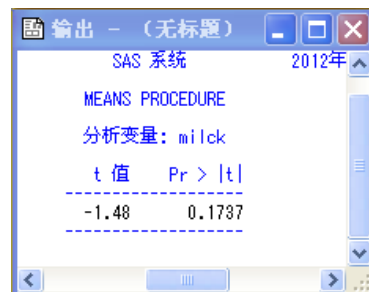 输出 - （无标题）
SAS 系统 2012年
MEANS PROCEDURE
分析变量: milck
t 值 Pr > |t|
-1.48 0.1737